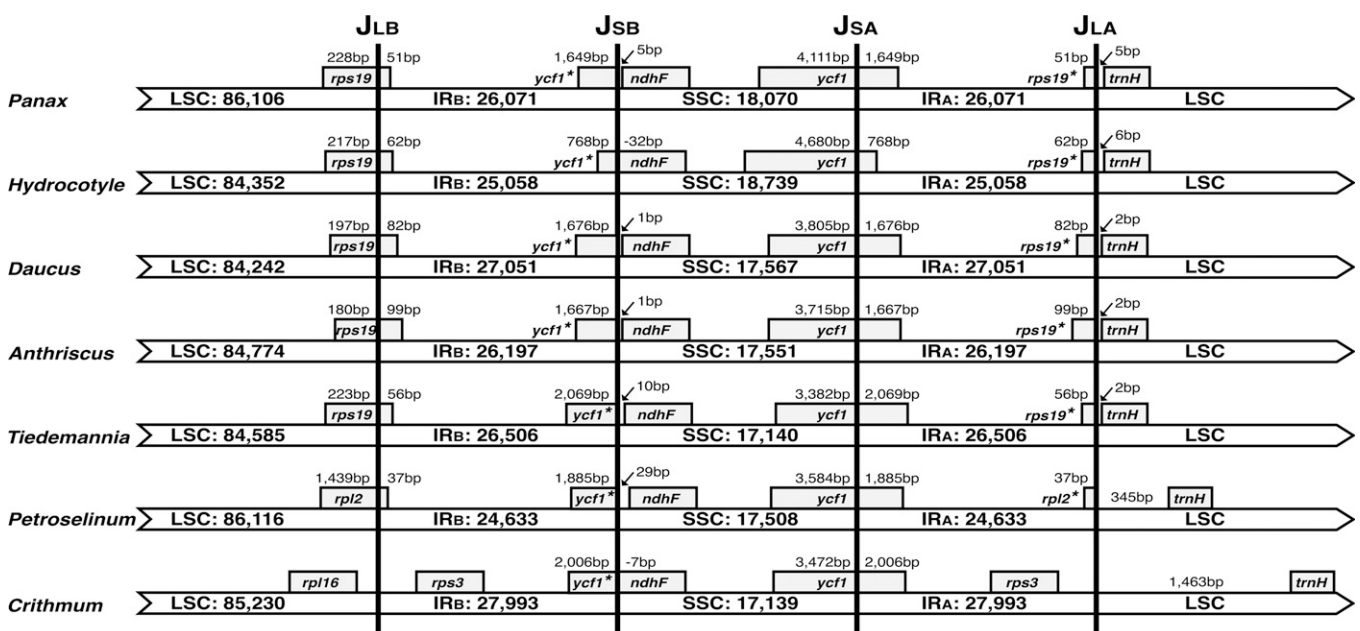 JLB JSB JSA JLA
228bp 51bp 1,649bp 5bp 4,111bp 1,649bp 51bp 5bp
rps19 ycf1* ndhF ycf1 rps19* trnH
Panax LSC: 86,106 IRB: 26,071 SSC: 18,070 IRA: 26,071 LSC
217bp 62bp 768bp -32bp 4,680bp 768bp 62bp 6bp
rps19 ycf1* ndhF ycf1 rps19* trnH
Hydrocotyle LSC: 84,352 IRB: 25,058 SSC: 18,739 IRA: 25,058 LSC
197bp 82bp 1,676bp 1bp 3,805bp 1,676bp 82bp 2bp
rps19 ycf1* ndhF ycf1 rps19* trnH
Daucus LSC: 84,242 IRB: 27,051 SSC: 17,567 IRA: 27,051 LSC
180bp 99bp 1,667bp 1bp 3,715bp 1,667bp 99bp 2bp
rps19 ycf1* ndhF ycf1 rps19* trnH
Anthriscus LSC: 84,774 IRB: 26,197 SSC: 17,551 IRA: 26,197 LSC
223bp 56bp 2,069bp 10bp 3,382bp 2,069bp 56bp 2bp
rps19 ycf1* ndhF ycf1 rps19* trnH
Tiedemannia LSC: 84,585 IRB: 26,506 SSC: 17,140 IRA: 26,506 LSC
1,439bp 37bp 1,885bp 29bp 3,584bp 1,885bp 37bp
rpl2 ycf1* ndhF ycf1 rpl2* 345bp trnH
Petroselinum LSC: 86,116 IRB: 24,633 SSC: 17,508 IRA: 24,633 LSC
2,006bp -7bp 3,472bp 2,006bp
rpl16 rps3 ycf1* ndhF ycf1 rps3 1,463bp trnH
Crithmum LSC: 85,230 IRB: 27,993 SSC: 17,139 IRA: 27,993 LSC